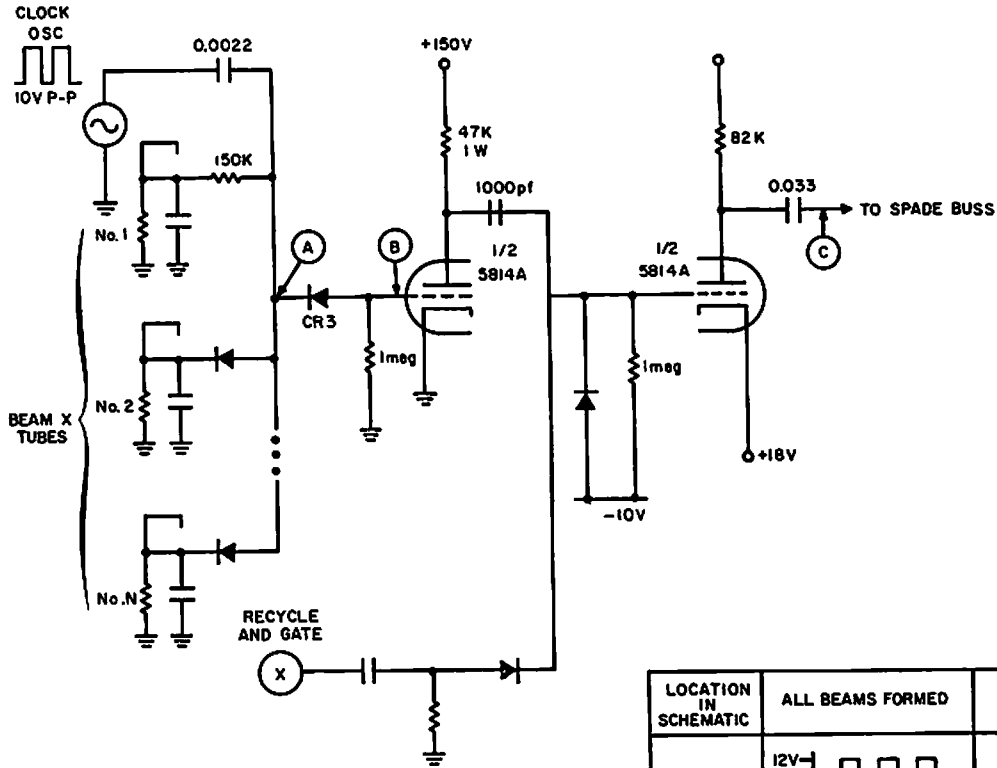 CLOCK
OSC
10V P-P
0.0022
150K
No. 1
No. 2
No. N
BEAM X
TUBES
A
CR3
B
1meg
+150V
47K
1W
1000pf
1/2
5814A
82K
0.033
TO SPADE BUSS
C
1/2
5814A
1meg
+18V
-10V
RECYCLE
AND GATE
X
LOCATION
IN
SCHEMATIC
ALL BEAMS FORMED
12V